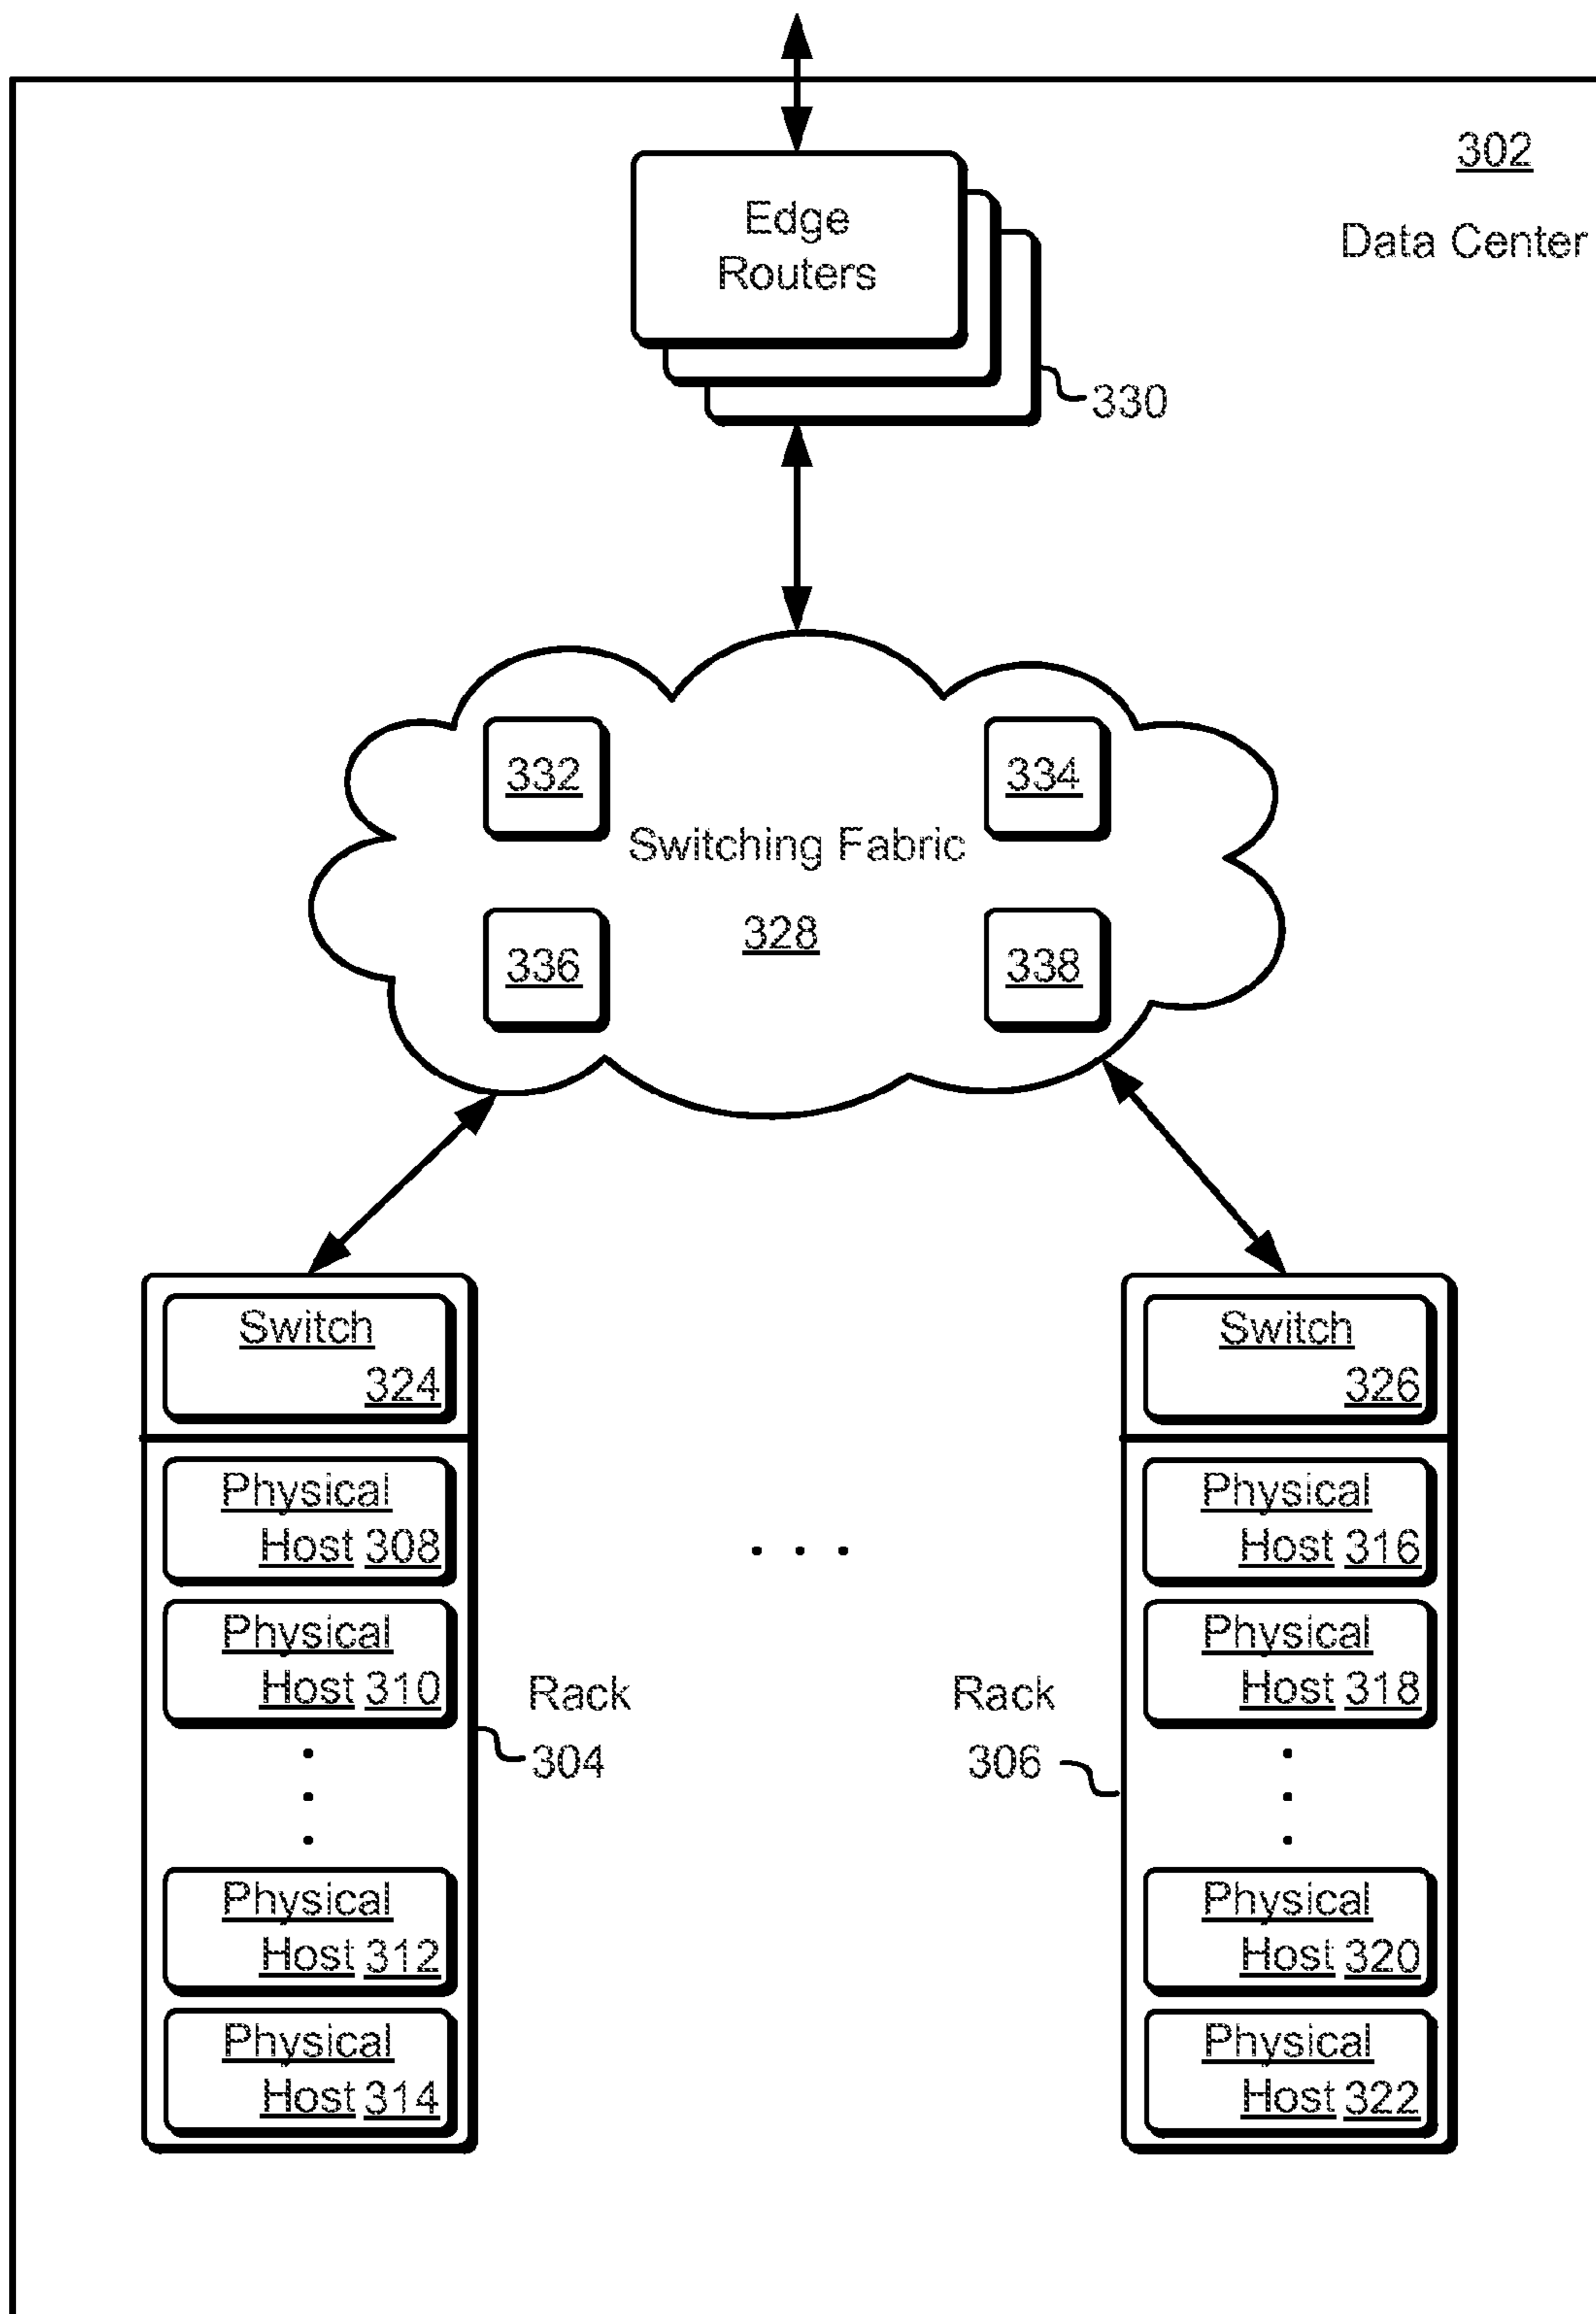 302
Data Center
Edge
Routers
330
332
334
Switching Fabric
328
336
338
Switch
324
Physical
Host 308
Physical
Host 310
Physical
Host 312
Physical
Host 314
Rack
304
Rack
306
Switch
326
Physical
Host 316
Physical
Host 318
Physical
Host 320
Physical
Host 322